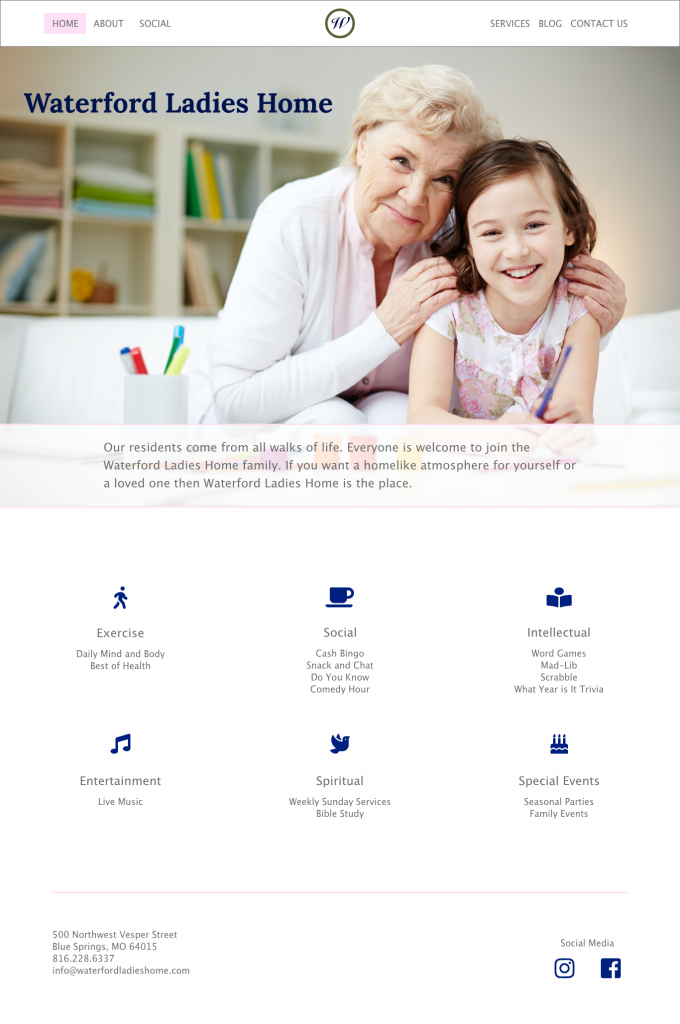 HOME ABOUT SOCIAL W SERVICES BLOG CONTACT US
Waterford Ladies Home
Our residents come from all walks of life. Everyone is welcome to join the
Waterford Ladies Home family. If you want a homelike atmosphere for yourself or
a loved one then Waterford Ladies Home is the place.
Exercise
Daily Mind and Body
Best of Health
Social
Cash Bingo
Snack and Chat
Do You Know
Comedy Hour
Intellectual
Word Games
Mad-Lib
Scrabble
What Year is It Trivia
Entertainment
Live Music
Spiritual
Weekly Sunday Services
Bible Study
Special Events
Seasonal Parties
Family Events
500 Northwest Vesper Street
Blue Springs, MO 64015
816.228.6337
info@waterfordladieshome.com
Social Media